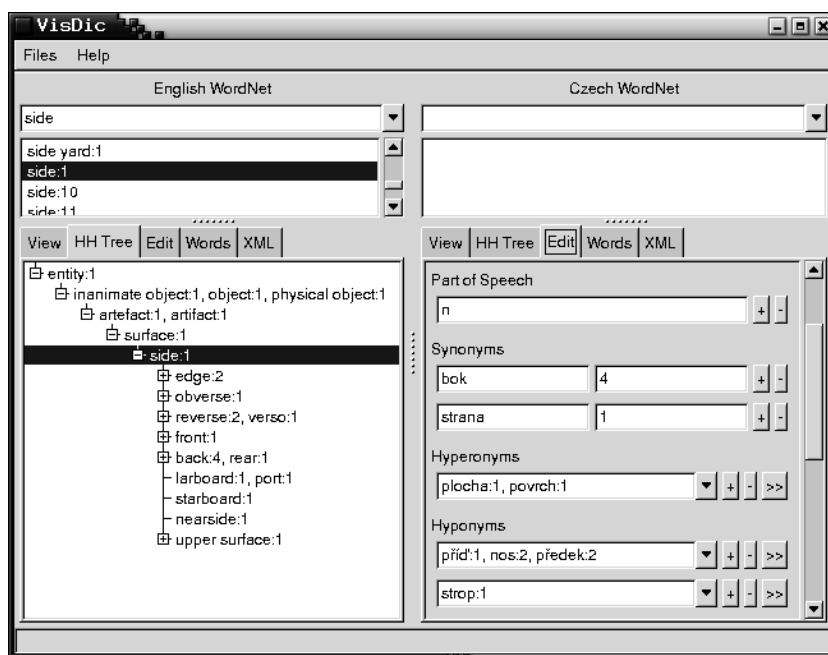 VisDic
Files Help
English WordNet
side
side yard:1
side:1
side:10
side:11
View HH Tree Edit Words XML
entity:1
inanimate object:1, object:1, physical object:1
artefact:1, artifact:1
surface:1
side:1
edge:2
obverse:1
reverse:2, verso:1
front:1
back:4, rear:1
larboard:1, port:1
starboard:1
nearside:1
upper surface:1
Czech WordNet
View HH Tree Edit Words XML
Part of Speech
n + -
Synonyms
bok 4 + -
strana 1 + -
Hyperonyms
plocha:1, povrch:1 + - >>
Hyponyms
příď:1, nos:2, předek:2 + - >>
strop:1 + - >>